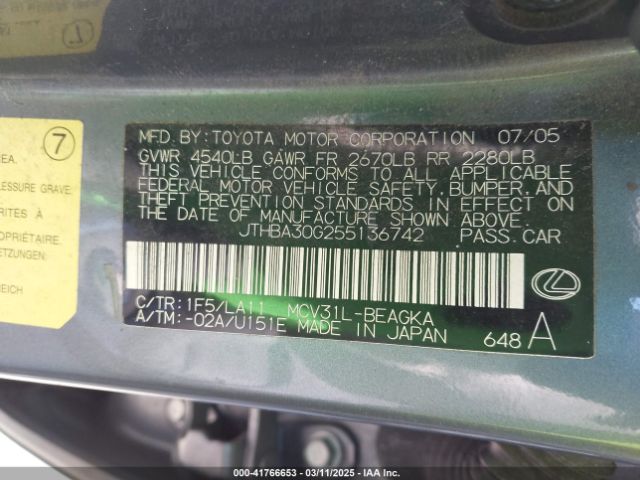 7
EA.
RESSURE GRAVE
RITES À
ROPRIÉTAIRE
ETZUNGEN:
REICH
MFD. BY: TOYOTA MOTOR CORPORATION 07/05
GVWR 4540LB GAWR FR 2670LB RR 2280LB
THIS VEHICLE CONFORMS TO ALL APPLICABLE
FEDERAL MOTOR VEHICLE SAFETY, BUMPER, AND
THEFT PREVENTION STANDARDS IN EFFECT ON
THE DATE OF MANUFACTURE SHOWN ABOVE.
JTHBA30G255136742 PASS. CAR
C/TR: 1F5/LA11 MCV31L-BEAGKA
A/TM: -02A/U151E MADE IN JAPAN 648 A
000-41766653 - 03/11/2025 - IAA Inc.